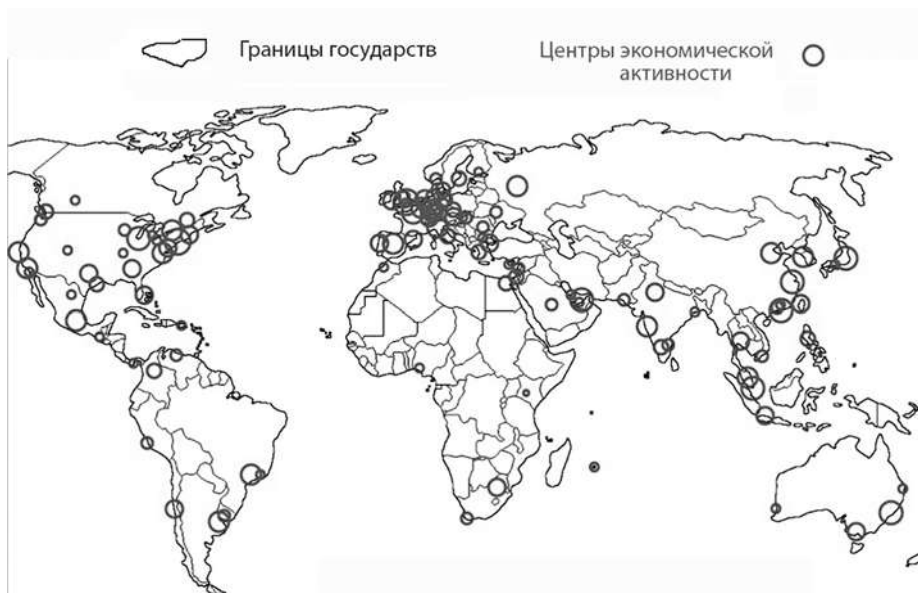 Границы государств
Центры экономической
активности